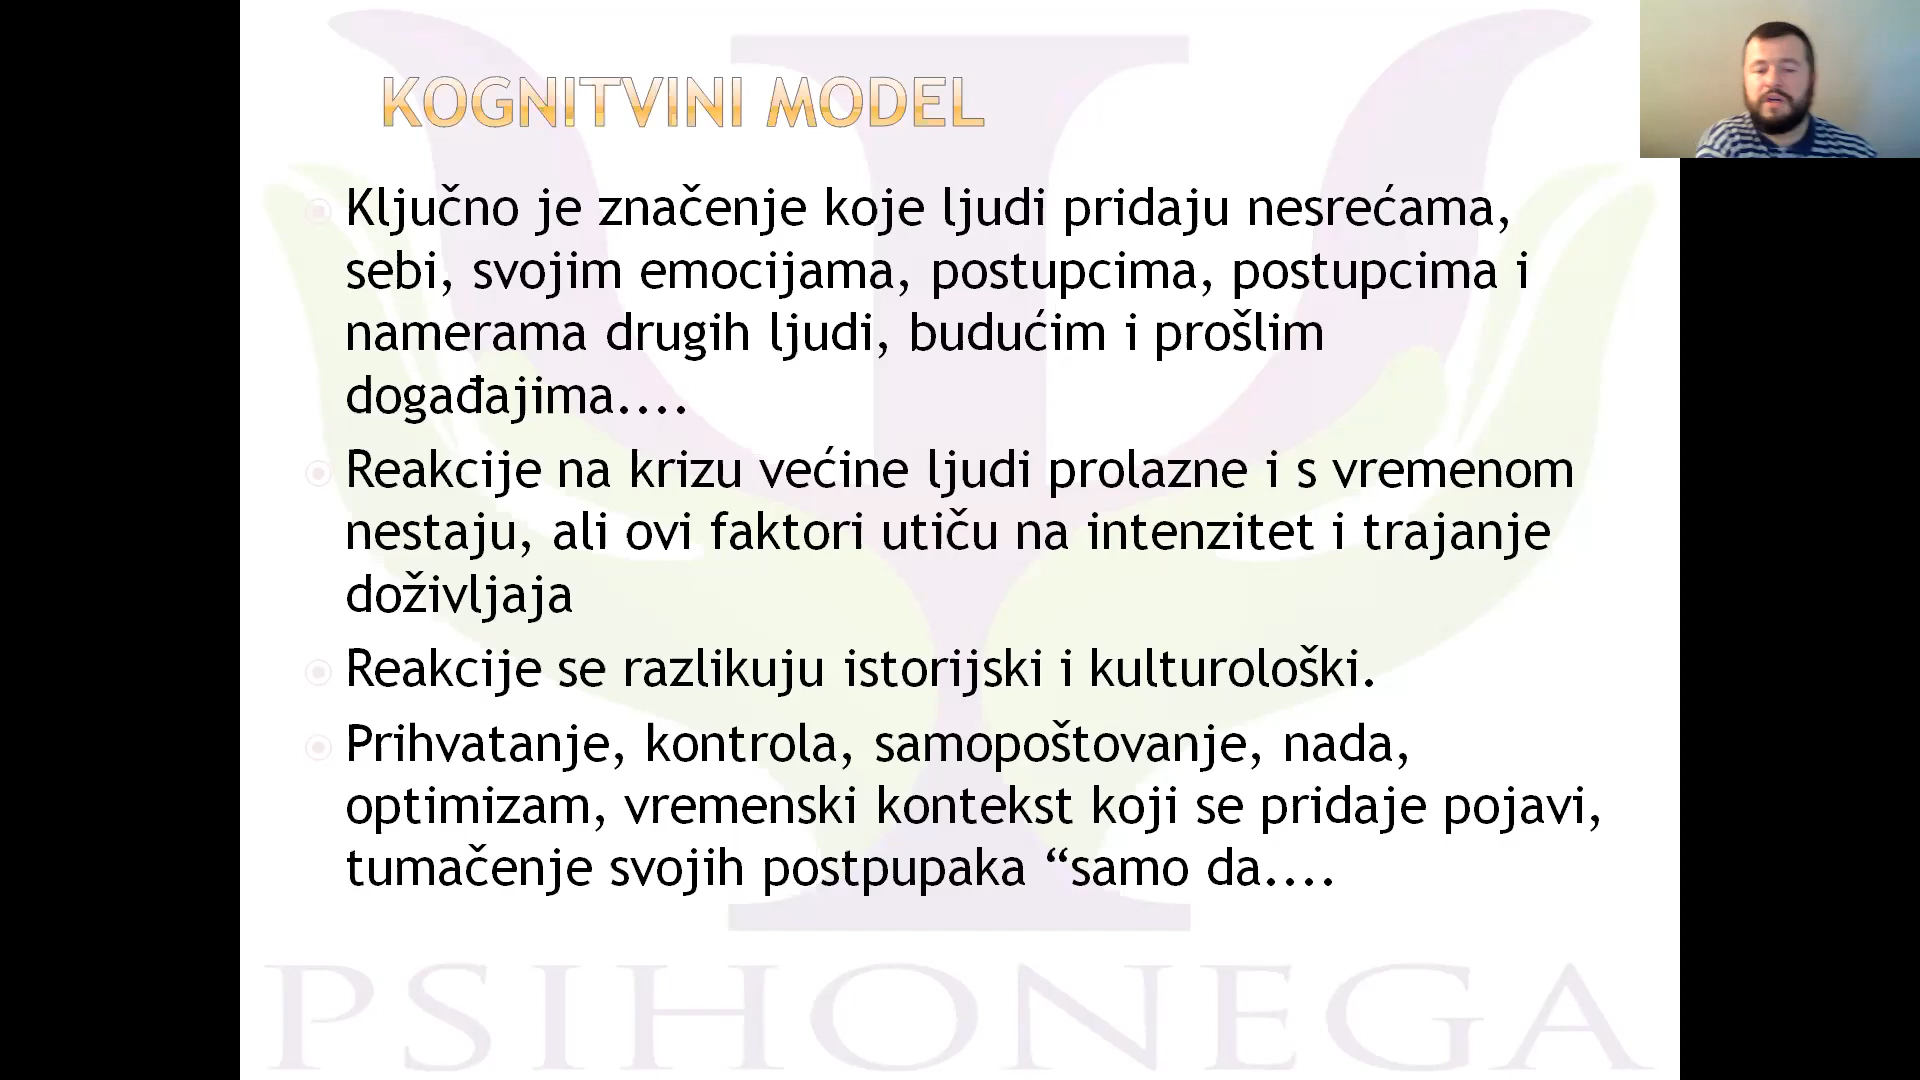 KOGNITVINI MODEL
Ključno je značenje koje ljudi pridaju nesrećama,
sebi, svojim emocijama, postupcima, postupcima i
namerama drugih ljudi, budućim i prošlim
događajima....
Reakcije na krizu većine ljudi prolazne i s vremenom
nestaju, ali ovi faktori utiču na intenzitet i trajanje
doživljaja
Reakcije se razlikuju istorijski i kulturološki.
Prihvatanje, kontrola, samopoštovanje, nada,
optimizam, vremenski kontekst koji se pridaje pojavi,
tumačenje svojih postpupaka “samo da....
PSIHONEGA